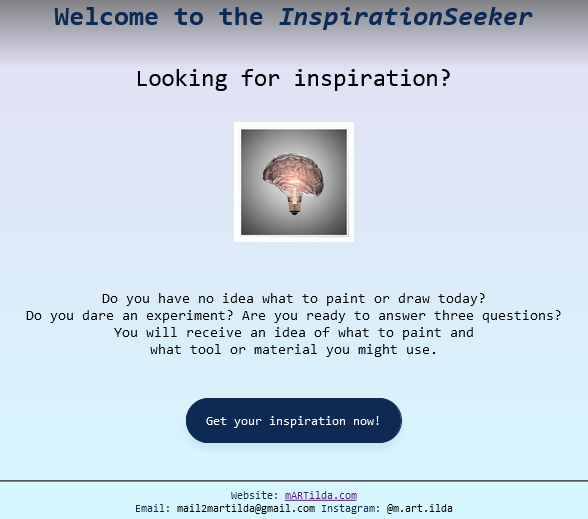 Welcome to the InspirationSeeker
Looking for inspiration?
Do you have no idea what to paint or draw today?
Do you dare an experiment? Are you ready to answer three questions?
You will receive an idea of what to paint and
what tool or material you might use.
Get your inspiration now!
Website: mARTilda.com
Email: mail2martilda@gmail.com Instagram: @m.art.ilda